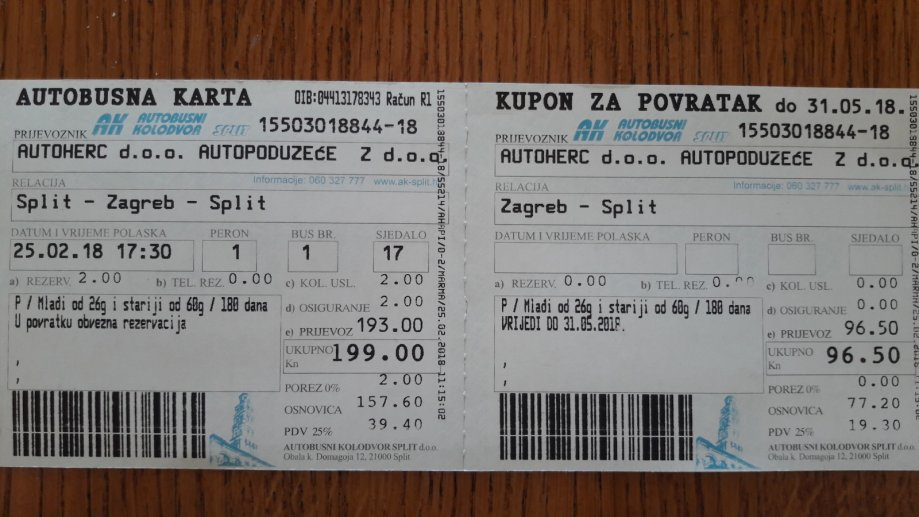 AUTOBUSNA KARTA OIB:04413178343 Račun R1
PRIJEVOZNIK AK AUTOBUSNI KOLODVOR SPLIT 15503018844-18
AUTOHERC d.o.o. AUTOPODUZEĆE Z d.o.o.
Informacije: 060 327 777 www.ak-split.
RELACIJA
Split - Zagreb - Split
DATUM I VRIJEME POLASKA PERON BUS BR. SJEDALO
25.02.18 17:30 1 1 17
a) REZERV. 2.00 b) TEL. REZ. 0.00 c) KOL. USL. 2.00
P / Mladi od 26g i stariji od 60g / 180 dana
U povratku obvezna rezervacija
,
,
d) OSIGURANJE 2.00
e) PRIJEVOZ 193.00
UKUPNO Kn 199.00
POREZ 0% 2.00
OSNOVICA 157.60
PDV 25% 39.40
AUTOBUSNI KOLODVOR SPLIT d.o.o.
Obala k. Domagoja 12, 21000 Split
KUPON ZA POVRATAK do 31.05.18.
PRIJEVOZNIK AK AUTOBUSNI KOLODVOR SPLIT 15503018844-18
AUTOHERC d.o.o. AUTOPODUZEĆE Z d.o.
Informacije: 060 327 777 www.ak-split.
RELACIJA
Zagreb - Split
DATUM I VRIJEME POLASKA PERON BUS BR. SJEDALO
a) REZERV. 0.00 b) TEL. REZ. c) KOL. USL. 0.00
P / Mladi od 26g i stariji od 60g / 180 dana
VRIJEDI DO 31.05.2018.
,
,
d) OSIGURANJE 0.00
e) PRIJEVOZ 96.50
UKUPNO Kn 96.50
POREZ 0% 0.00
OSNOVICA 77.20
PDV 25% 19.30
AUTOBUSNI KOLODVOR SPLIT d.o.o.
Obala k. Domagoja 12, 21000 Split